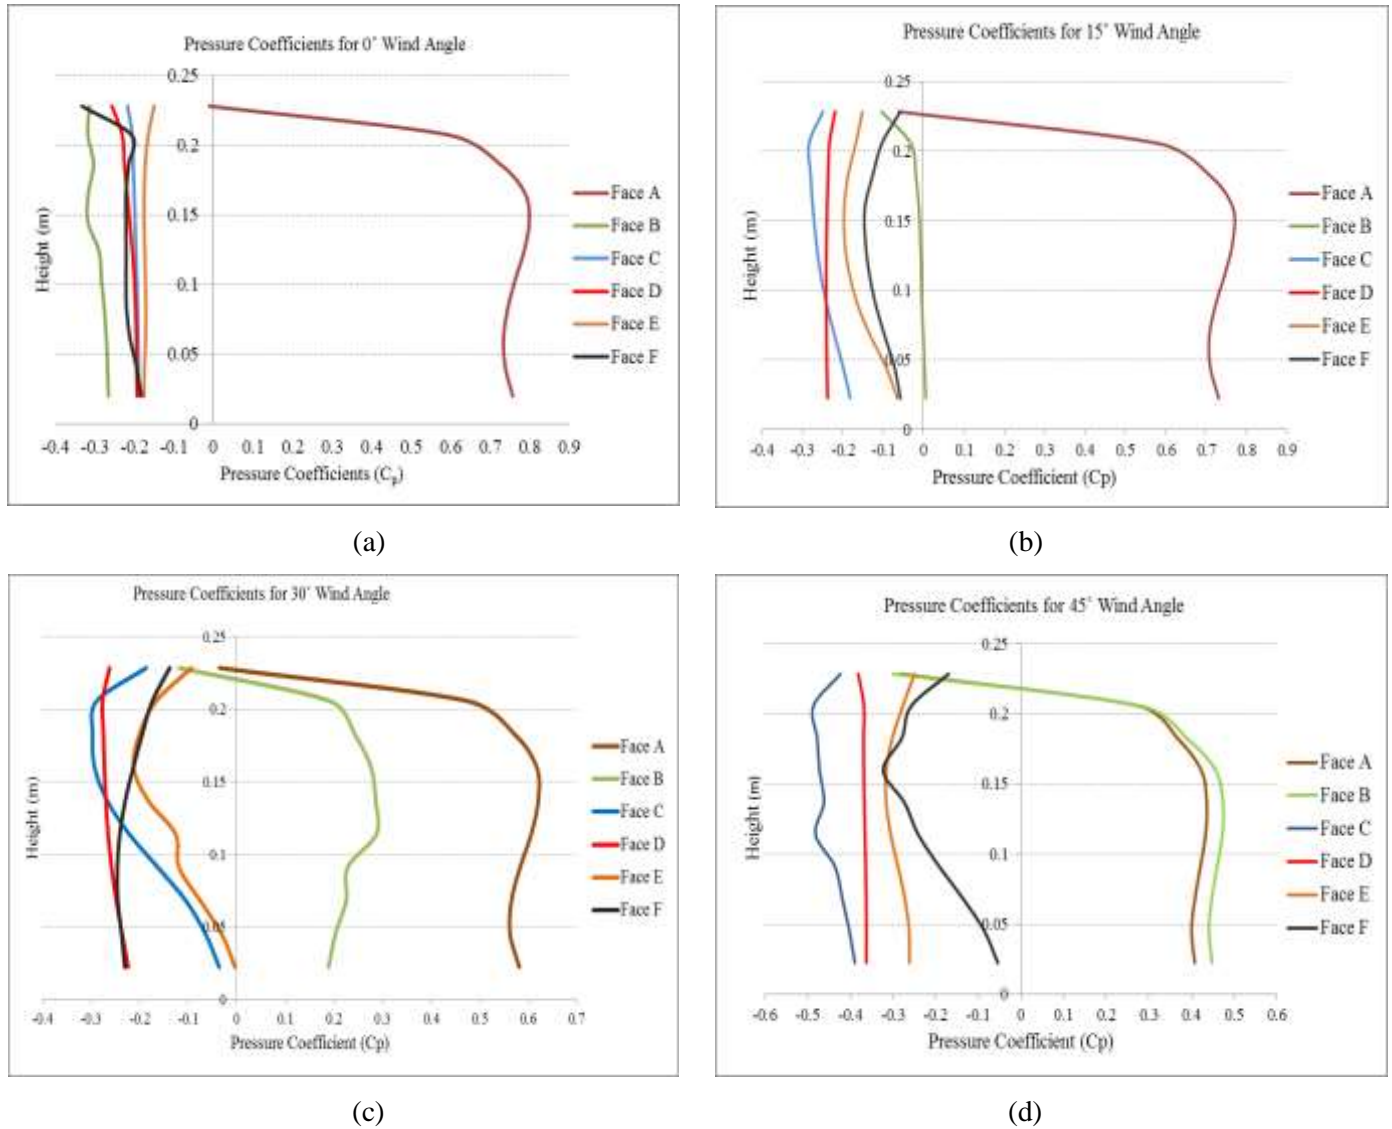 Pressure Coefficients for 0˚ Wind Angle
0.25
0.2
0.15
0.1
0.05
0
Height (m)
-0.4 -0.3 -0.2 -0.1 0 0.1 0.2 0.3 0.4 0.5 0.6 0.7 0.8 0.9
Pressure Coefficients (Cp)
Face A
Face B
Face C
Face D
Face E
Face F
(a)
Pressure Coefficients for 15˚ Wind Angle
0.25
0.2
0.15
0.1
0.05
0
Height (m)
-0.4 -0.3 -0.2 -0.1 0 0.1 0.2 0.3 0.4 0.5 0.6 0.7 0.8 0.9
Pressure Coefficient (Cp)
Face A
Face B
Face C
Face D
Face E
Face F
(b)
Pressure Coefficients for 30˚ Wind Angle
0.25
0.2
0.15
0.1
0.05
0
Height (m)
-0.4 -0.3 -0.2 -0.1 0 0.1 0.2 0.3 0.4 0.5 0.6 0.7
Pressure Coefficient (Cp)
Face A
Face B
Face C
Face D
Face E
Face F
(c)
Pressure Coefficients for 45˚ Wind Angle
0.25
0.2
0.15
0.1
0.05
0
Height (m)
-0.6 -0.5 -0.4 -0.3 -0.2 -0.1 0 0.1 0.2 0.3 0.4 0.5 0.6
Pressure Coefficient (Cp)
Face A
Face B
Face C
Face D
Face E
Face F
(d)